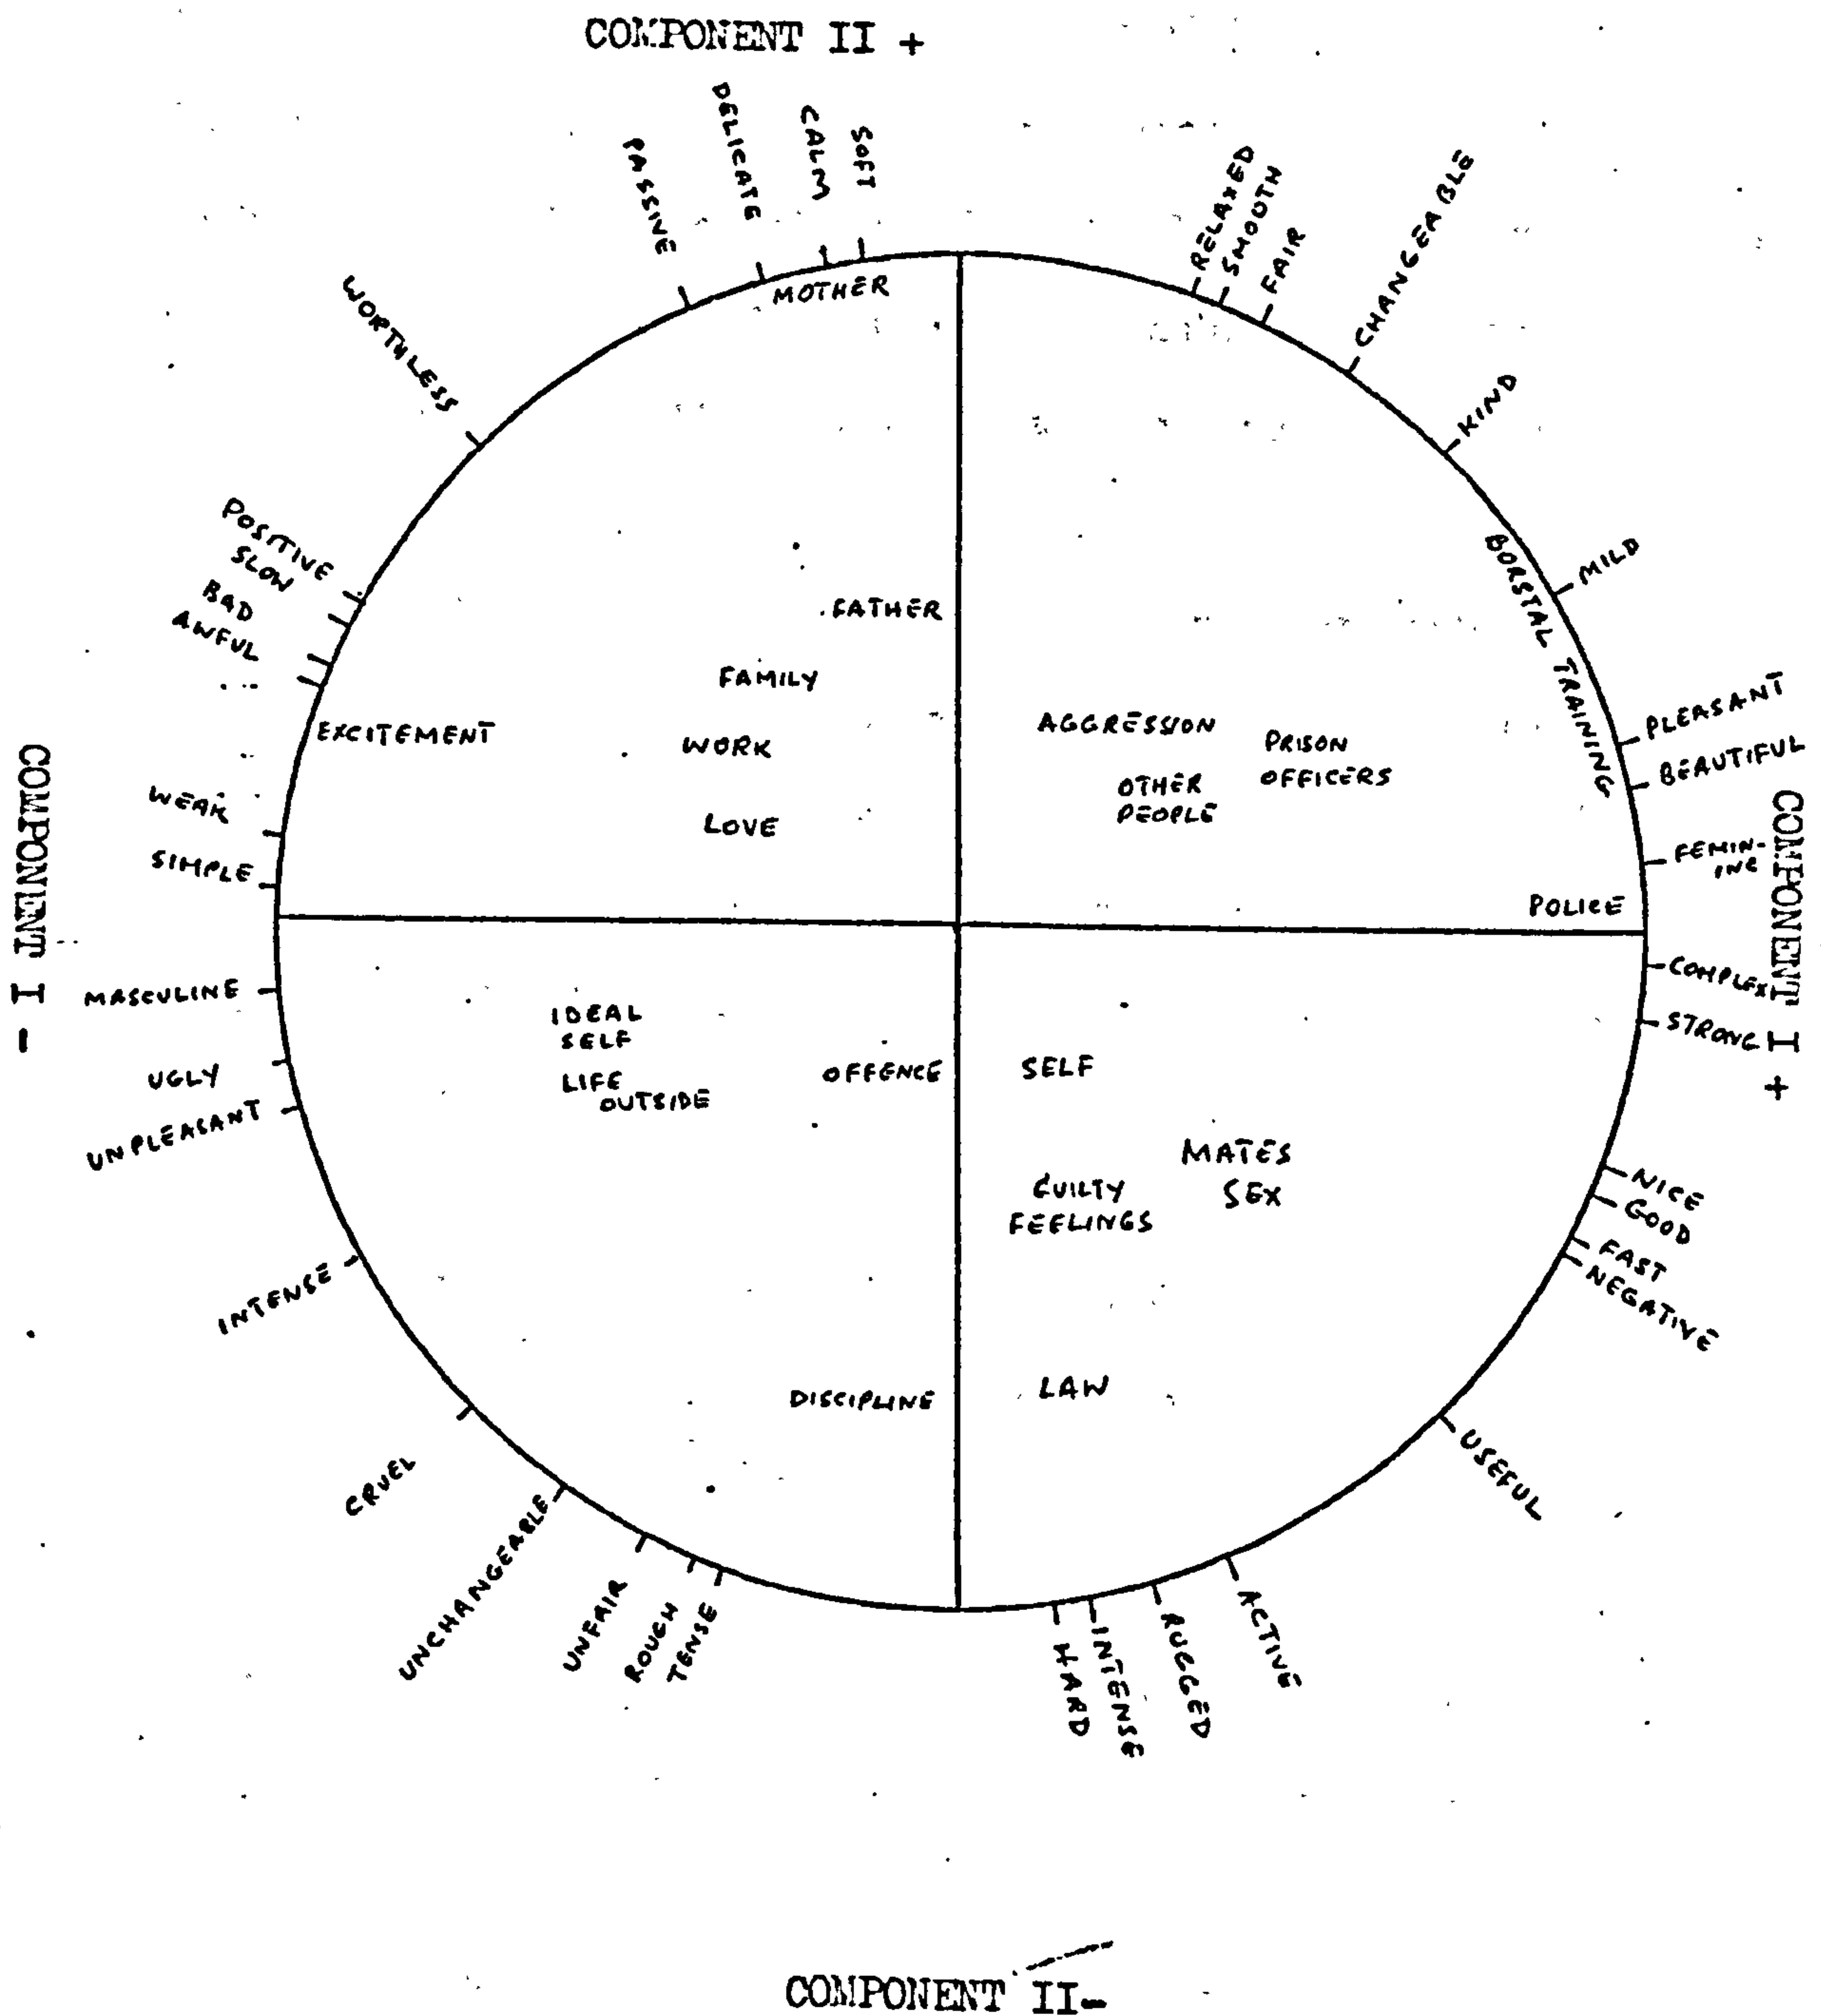 COMPONENT II +
DELICATE
CALM
SOFT
PASSIVE
RELAXED
SMOOTH
FAIR
CHANGEABLE
WORTHLESS
MOTHER
KIND
POSITIVE
SLOW
BAD
AWFUL
MILD
BORSTAL TRAINING
FATHER
FAMILY
EXCITEMENT
WORK
LOVE
AGGRESSION
PRISON
OFFICERS
OTHER
PEOPLE
PLEASANT
BEAUTIFUL
WEAK
SIMPLE
FEMIN-
INE
POLICE
COMPONENT I -
COMPONENT I +
MASCULINE
UGLY
UNPLEASANT
IDEAL
SELF
LIFE
OUTSIDE
OFFENCE
SELF
COMPLEX
STRONG
MATES
SEX
GUILTY
FEELINGS
NICE
GOOD
FAST
NEGATIVE
INTENSE
DISCIPLINE
LAW
CRUEL
USEFUL
UNCHANGEABLE
UNFAIR
ROUGH
TENSE
HARD
INTENSE
RUGGED
ACTIVE
COMPONENT II-